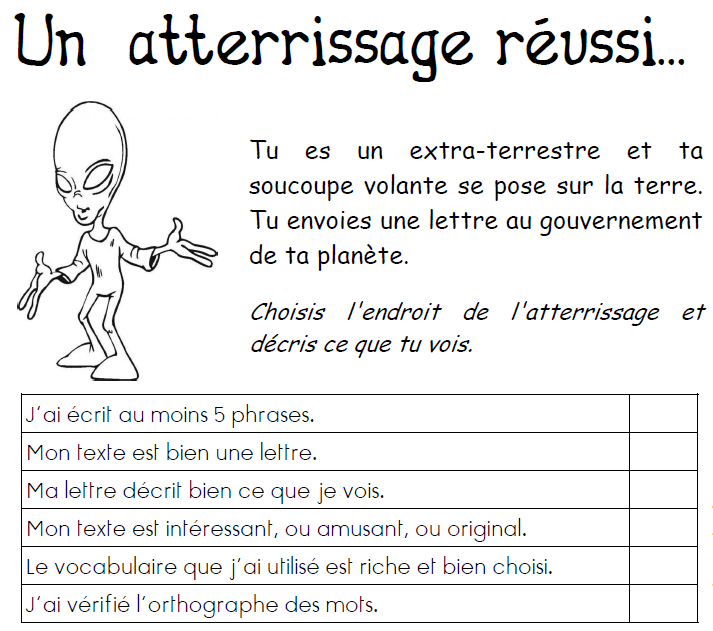 Un atterrissage réussi...
Tu es un extra-terrestre et ta
soucoupe volante se pose sur la terre.
Tu envoies une lettre au gouvernement
de ta planète.
Choisis l'endroit de l'atterrissage et
décris ce que tu vois.
J'ai écrit au moins 5 phrases.
Mon texte est bien une lettre.
Ma lettre décrit bien ce que je vois.
Mon texte est intéressant, ou amusant, ou original.
Le vocabulaire que j'ai utilisé est riche et bien choisi.
J'ai vérifié l'orthographe des mots.